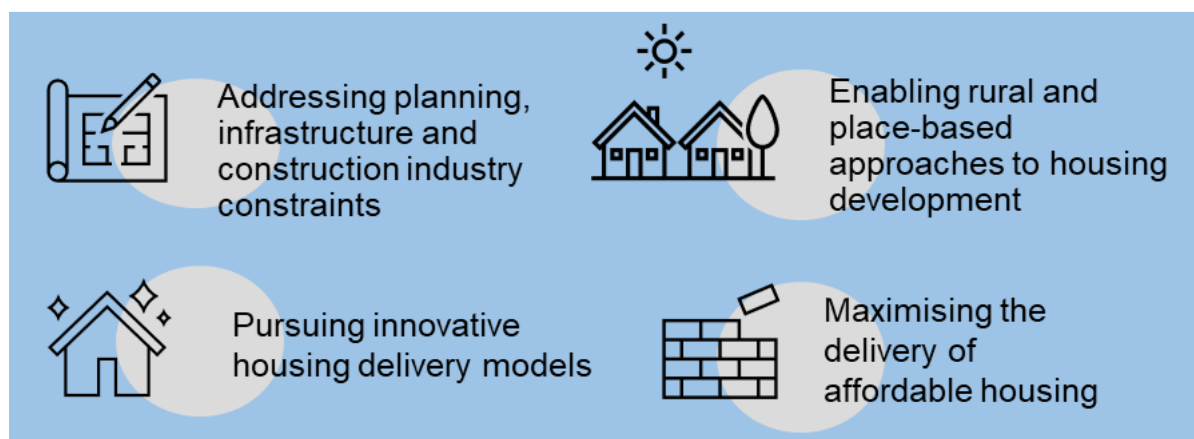 Addressing planning,
infrastructure and
construction industry
constraints
Enabling rural and
place-based
approaches to housing
development
Pursuing innovative
housing delivery models
Maximising the
delivery of
affordable housing